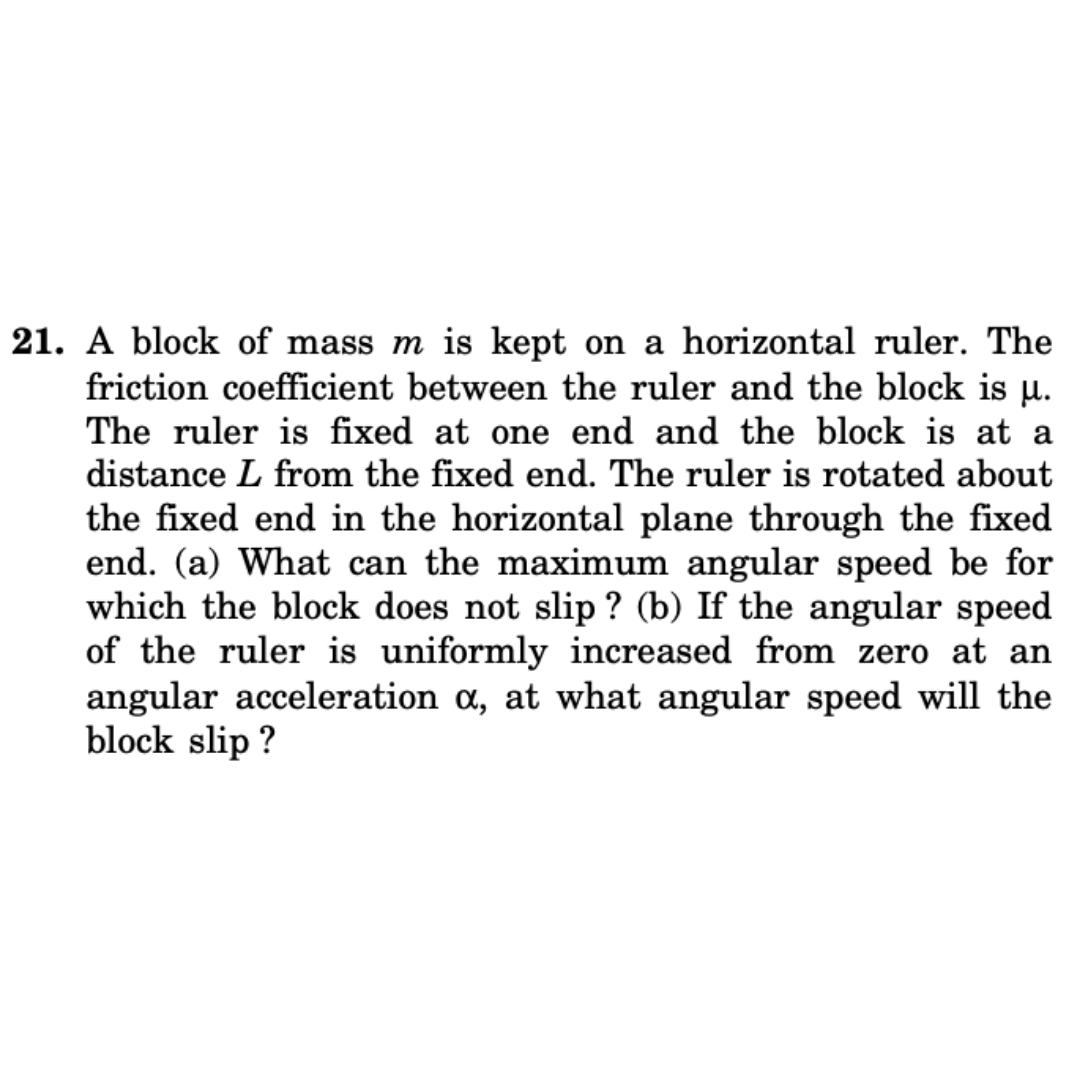 21. A block of mass m is kept on a horizontal ruler. The
friction coefficient between the ruler and the block is μ.
The ruler is fixed at one end and the block is at a
distance L from the fixed end. The ruler is rotated about
the fixed end in the horizontal plane through the fixed
end. (a) What can the maximum angular speed be for
which the block does not slip ? (b) If the angular speed
of the ruler is uniformly increased from zero at an
angular acceleration α, at what angular speed will the
block slip ?